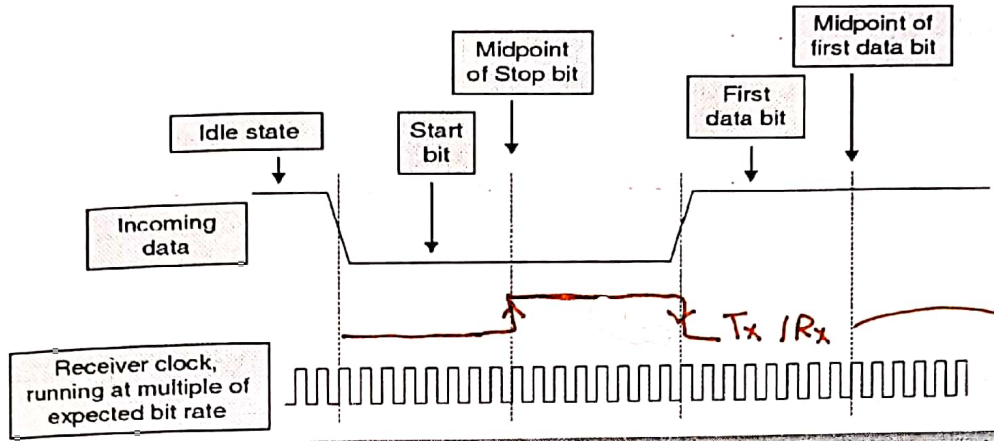 Midpoint of
first data bit
Midpoint
of Stop bit
First
data bit
Idle state
Start
bit
Incoming
data
Tx / Rx
Receiver clock,
running at multiple of
expected bit rate